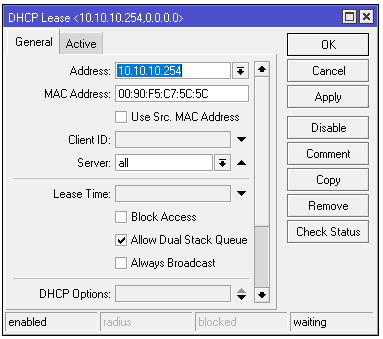 DHCP Lease <10.10.10.254,0.0.0.0>
General Active
Address: 10.10.10.254
MAC Address: 00:90:F5:C7:5C:5C
Use Src. MAC Address
Client ID:
Server: all
Lease Time:
Block Access
Allow Dual Stack Queue
Always Broadcast
DHCP Options:
OK
Cancel
Apply
Disable
Comment
Copy
Remove
Check Status
enabled radius blocked waiting